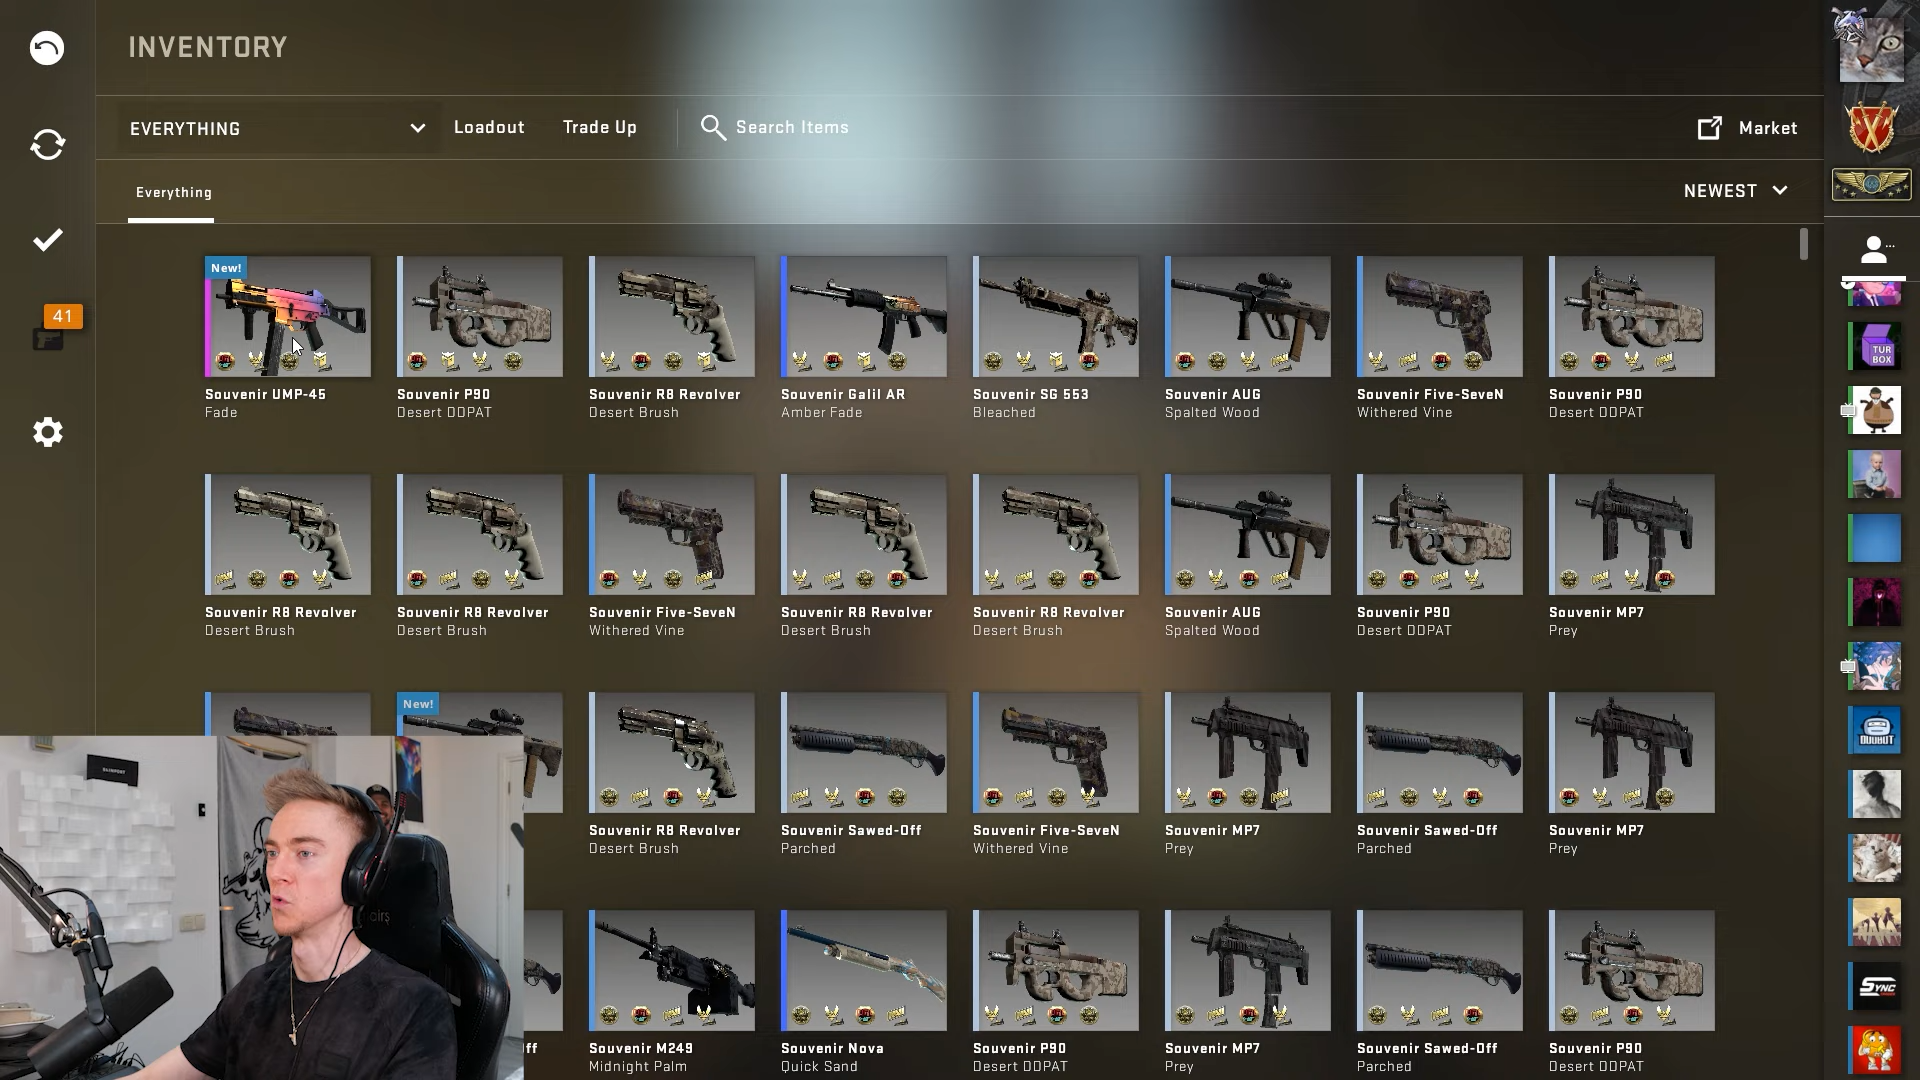 INVENTORY
EVERYTHING
Loadout
Trade Up
Search Items
Market
Everything
NEWEST
41
New!
Souvenir UMP-45
Fade
Souvenir P90
Desert DDPAT
Souvenir R8 Revolver
Desert Brush
Souvenir Galil AR
Amber Fade
Souvenir SG 553
Bleached
Souvenir AUG
Spalted Wood
Souvenir Five-SeveN
Withered Vine
Souvenir P90
Desert DDPAT
Souvenir R8 Revolver
Desert Brush
Souvenir R8 Revolver
Desert Brush
Souvenir Five-SeveN
Withered Vine
Souvenir R8 Revolver
Desert Brush
Souvenir R8 Revolver
Desert Brush
Souvenir AUG
Spalted Wood
Souvenir P90
Desert DDPAT
Souvenir MP7
Prey
New!
Souvenir R8 Revolver
Desert Brush
Souvenir Sawed-Off
Parched
Souvenir Five-SeveN
Withered Vine
Souvenir MP7
Prey
Souvenir Sawed-Off
Parched
Souvenir MP7
Prey
ff
Souvenir M249
Midnight Palm
Souvenir Nova
Quick Sand
Souvenir P90
Desert DDPAT
Souvenir MP7
Prey
Souvenir Sawed-Off
Parched
Souvenir P90
Desert DDPAT
TUR
BOX
SYNC